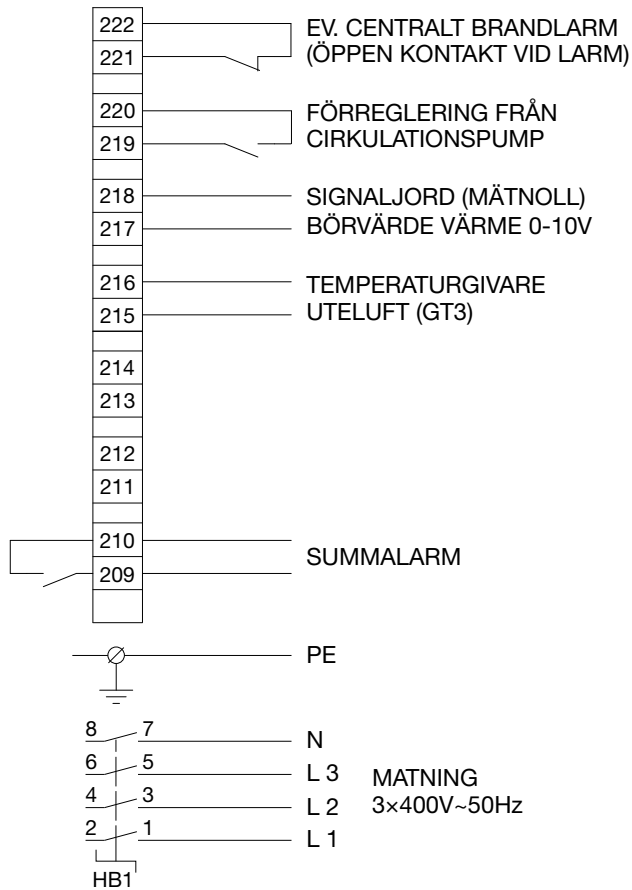 222
EV. CENTRALT BRANDLARM
221
(ÖPPEN KONTAKT VID LARM)
220
FÖRREGLERING FRÅN
219
CIRKULATIONSPUMP
218
SIGNALJORD (MÄTNOLL)
217
BÖRVÄRDE VÄRME 0-10V
216
TEMPERATURGIVARE
215
UTELUFT (GT3)
214
213
212
211
210
209
SUMMALARM
PE
8 7 N
6 5 L 3
4 3 L 2
2 1 L 1
MATNING
3×400V~50Hz
HB1